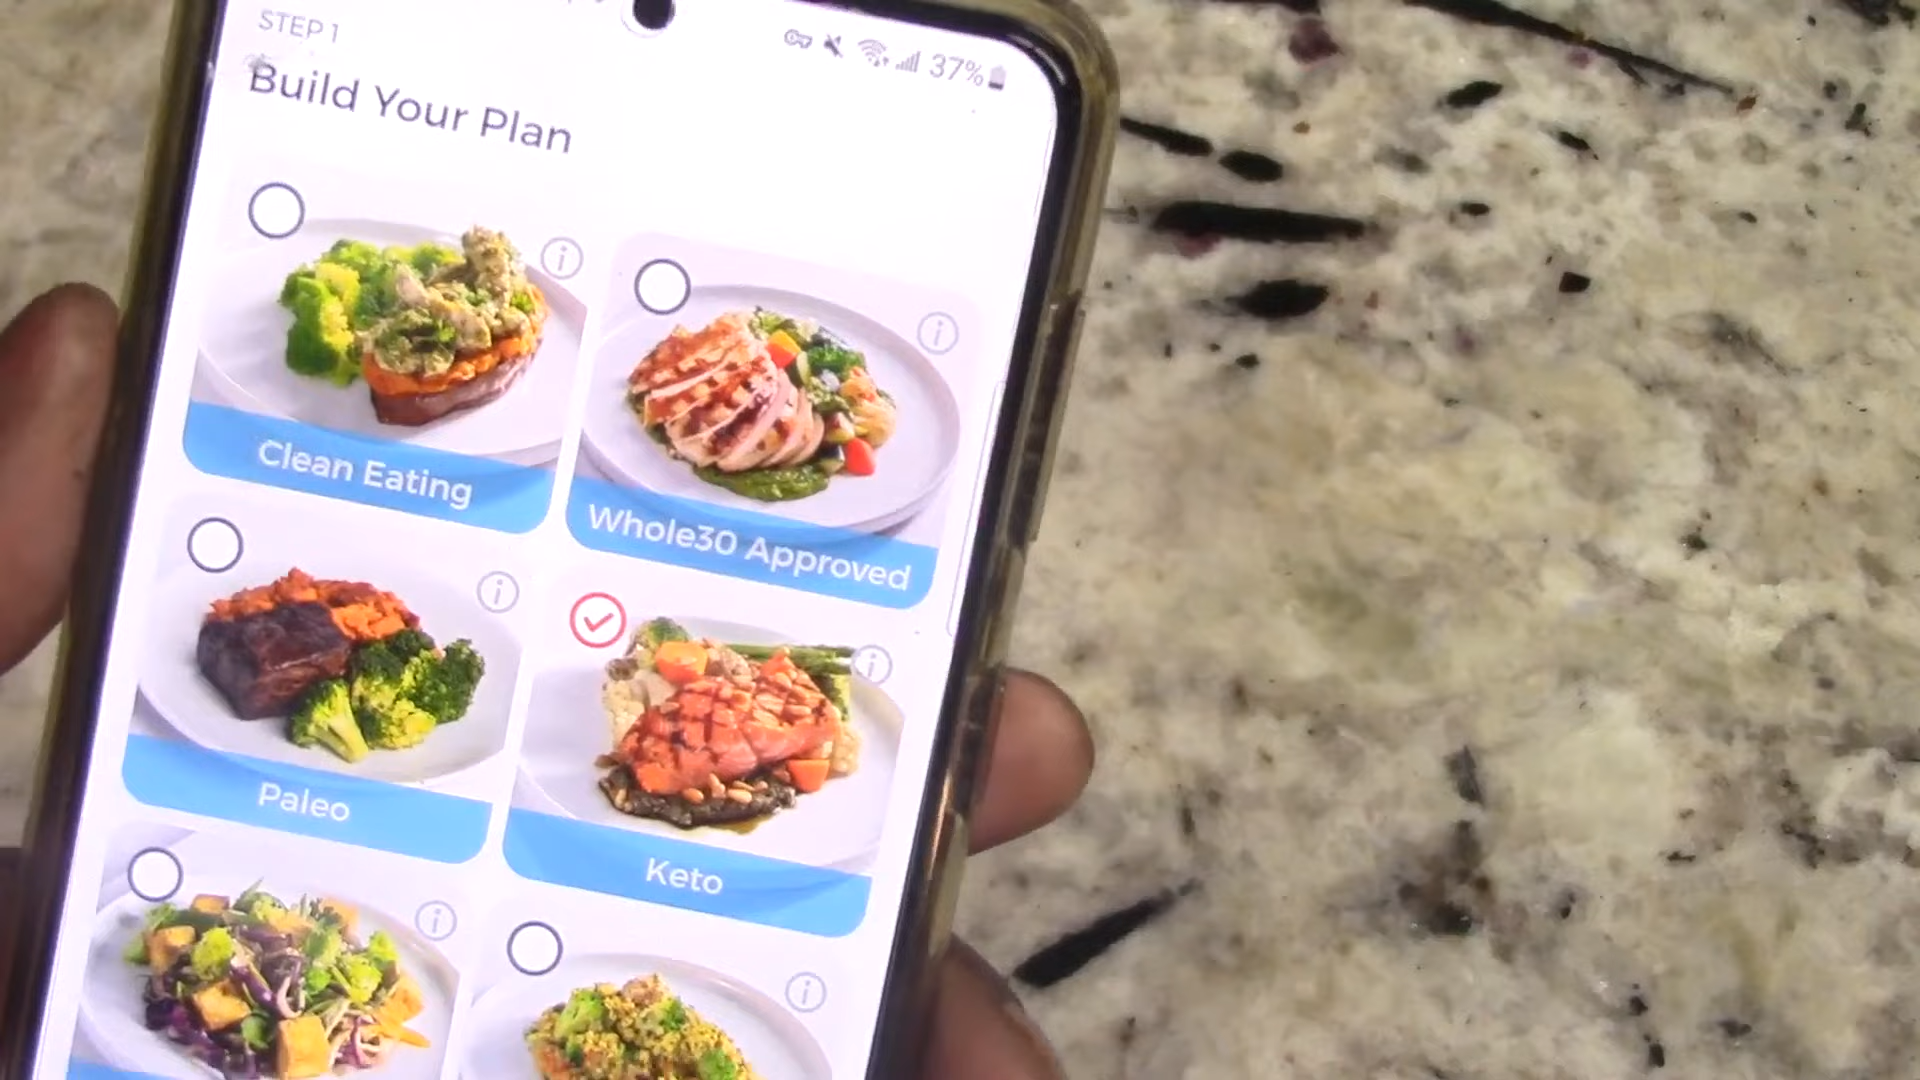 37%
STEP 1
Build Your Plan
Clean Eating
Whole30 Approved
Paleo
Keto